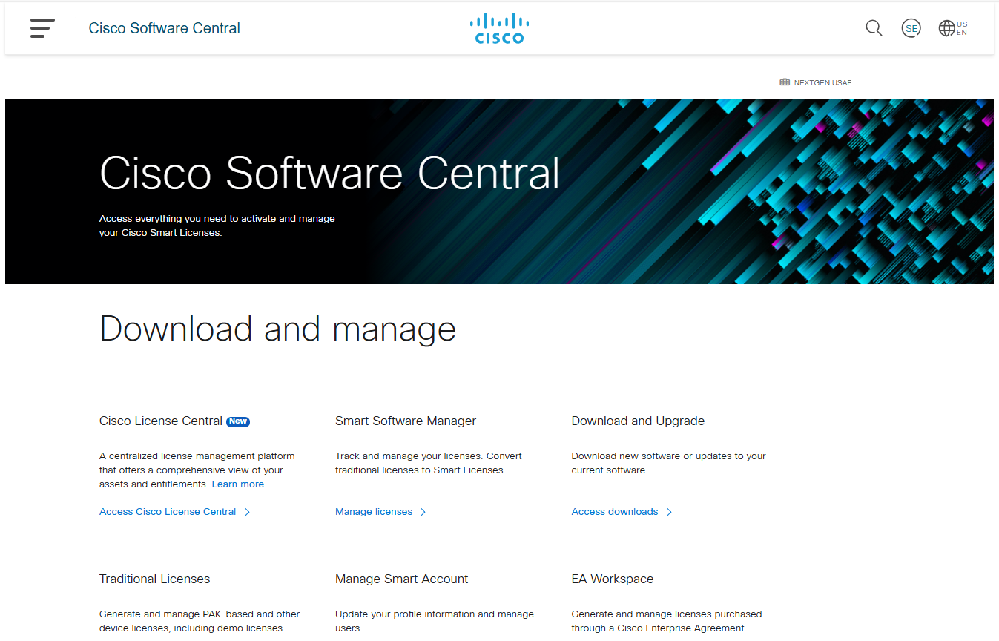 Cisco Software Central
CISCO
SE
US
EN
NEXTGEN USAF
Cisco Software Central
Access everything you need to activate and manage
your Cisco Smart Licenses.
Download and manage
Cisco License Central New
A centralized license management platform
that offers a comprehensive view of your
assets and entitlements. Learn more
Access Cisco License Central
Smart Software Manager
Track and manage your licenses. Convert
traditional licenses to Smart Licenses.
Manage licenses
Download and Upgrade
Download new software or updates to your
current software.
Access downloads
Traditional Licenses
Generate and manage PAK-based and other
device licenses, including demo licenses.
Manage Smart Account
Update your profile information and manage
users.
EA Workspace
Generate and manage licenses purchased
through a Cisco Enterprise Agreement.